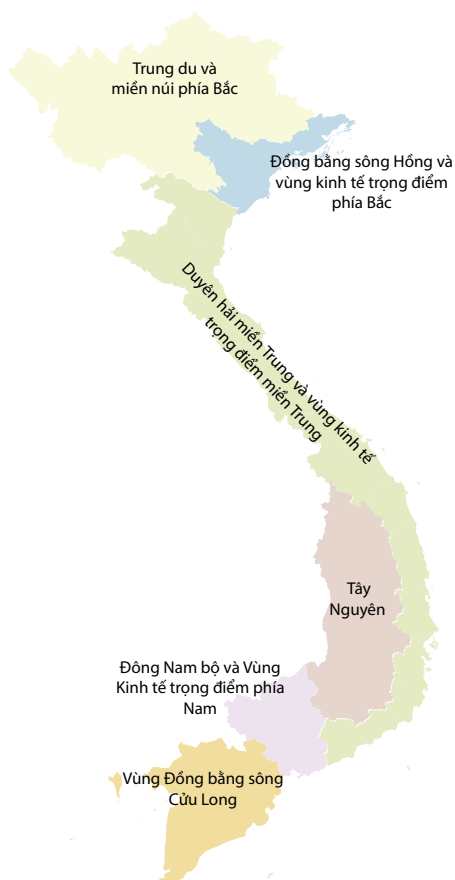 Trung du và
miền núi phía Bắc
Đồng bằng sông Hồng và
vùng kinh tế trọng điểm
phía Bắc
Duyên hải miền Trung và vùng kinh tế
trọng điểm miền Trung
Tây
Nguyên
Đông Nam bộ và Vùng
Kinh tế trọng điểm phía
Nam
Vùng Đồng bằng sông
Cửu Long